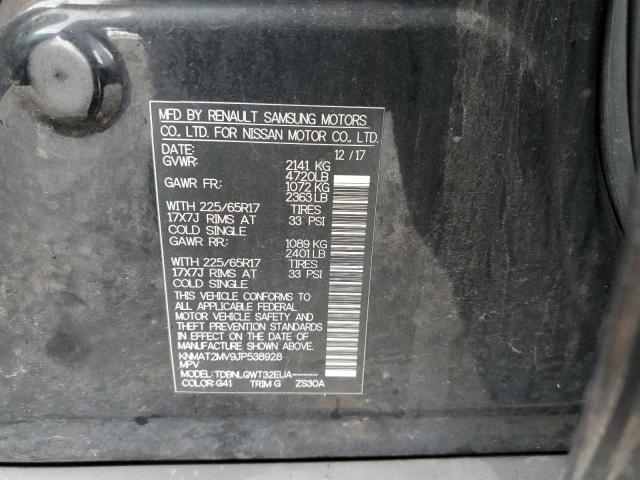 MFD BY RENAULT SAMSUNG MOTORS
CO., LTD. FOR NISSAN MOTOR CO., LTD.
DATE: 12 / 17
GVWR: 2141 KG
4720LB
GAWR FR: 1072 KG
2363 LB
WITH 225/65R17 TIRES
17X7J RIMS AT 33 PSI
COLD SINGLE
GAWR RR: 1089 KG
2401 LB
WITH 225/65R17 TIRES
17X7J RIMS AT 33 PSI
COLD SINGLE
THIS VEHICLE CONFORMS TO
ALL APPLICABLE FEDERAL
MOTOR VEHICLE SAFETY AND
THEFT PREVENTION STANDARDS
IN EFFECT ON THE DATE OF
MANUFACTURE SHOWN ABOVE.
KNMAT2MV9JP538928
MPV
MODEL: TDBNLQWT32EUA-------
COLOR: G41 TRIM: G ZS30A